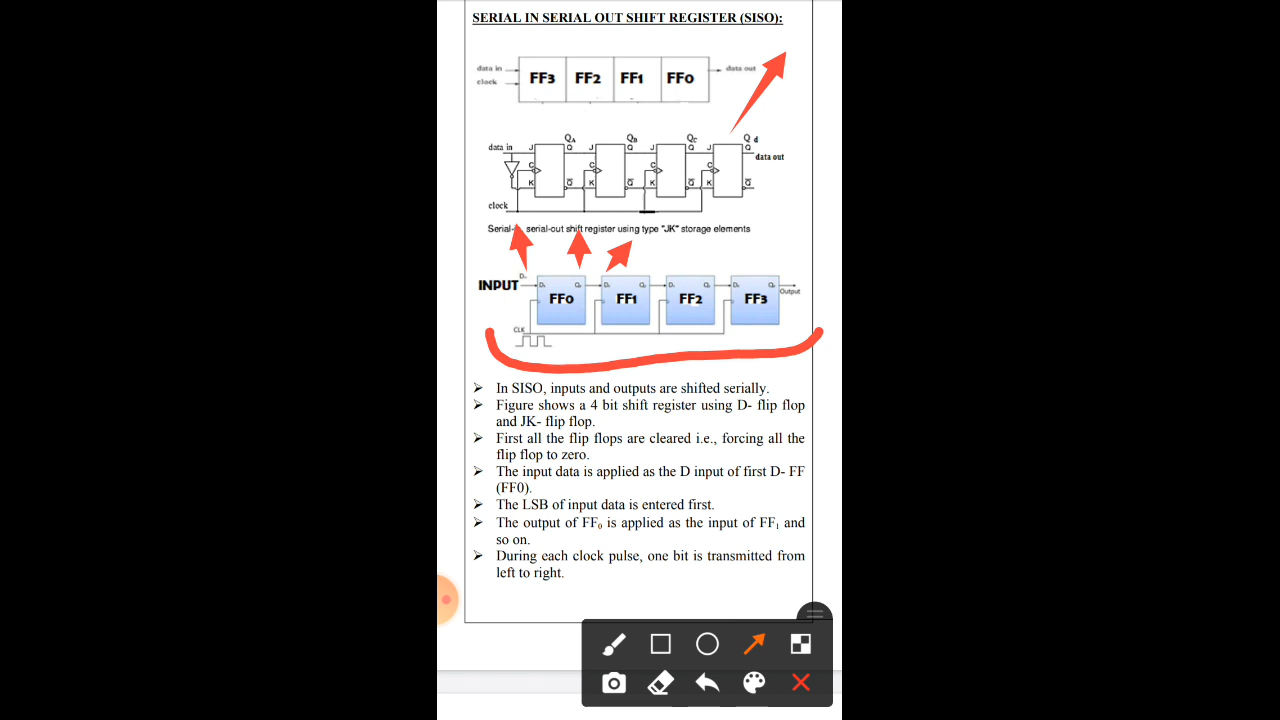 SERIAL IN SERIAL OUT SHIFT REGISTER (SISO):
data in FF3 FF2 FF1 FF0 data out
clock
QA QB QC Q d
data in J Q J Q J Q J Q data out
C C C C
K Q K Q K Q K Q
clock
Serial- serial-out shift register using type "JK" storage elements
INPUT FF0 FF1 FF2 FF3 Output
CLK
➢ In SISO, inputs and outputs are shifted serially.
➢ Figure shows a 4 bit shift register using D- flip flop
and JK- flip flop.
➢ First all the flip flops are cleared i.e., forcing all the
flip flop to zero.
➢ The input data is applied as the D input of first D- FF
(FF0).
➢ The LSB of input data is entered first.
➢ The output of FF₀ is applied as the input of FF₁ and
so on.
➢ During each clock pulse, one bit is transmitted from
left to right.